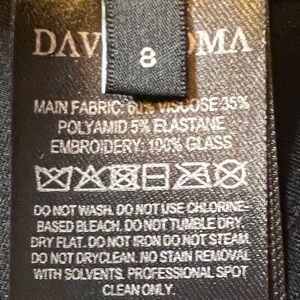 DAV OMA
8
MAIN FABRIC: 60% VISCOSE 35%
POLYAMID 5% ELASTANE
EMBROIDERY: 100% GLASS
DO NOT WASH. DO NOT USE CHLORINE-
BASED BLEACH. DO NOT TUMBLE DRY.
DRY FLAT. DO NOT IRON DO NOT STEAM.
DO NOT DRYCLEAN. NO STAIN REMOVAL
WITH SOLVENTS. PROFESSIONAL SPOT
CLEAN ONLY.